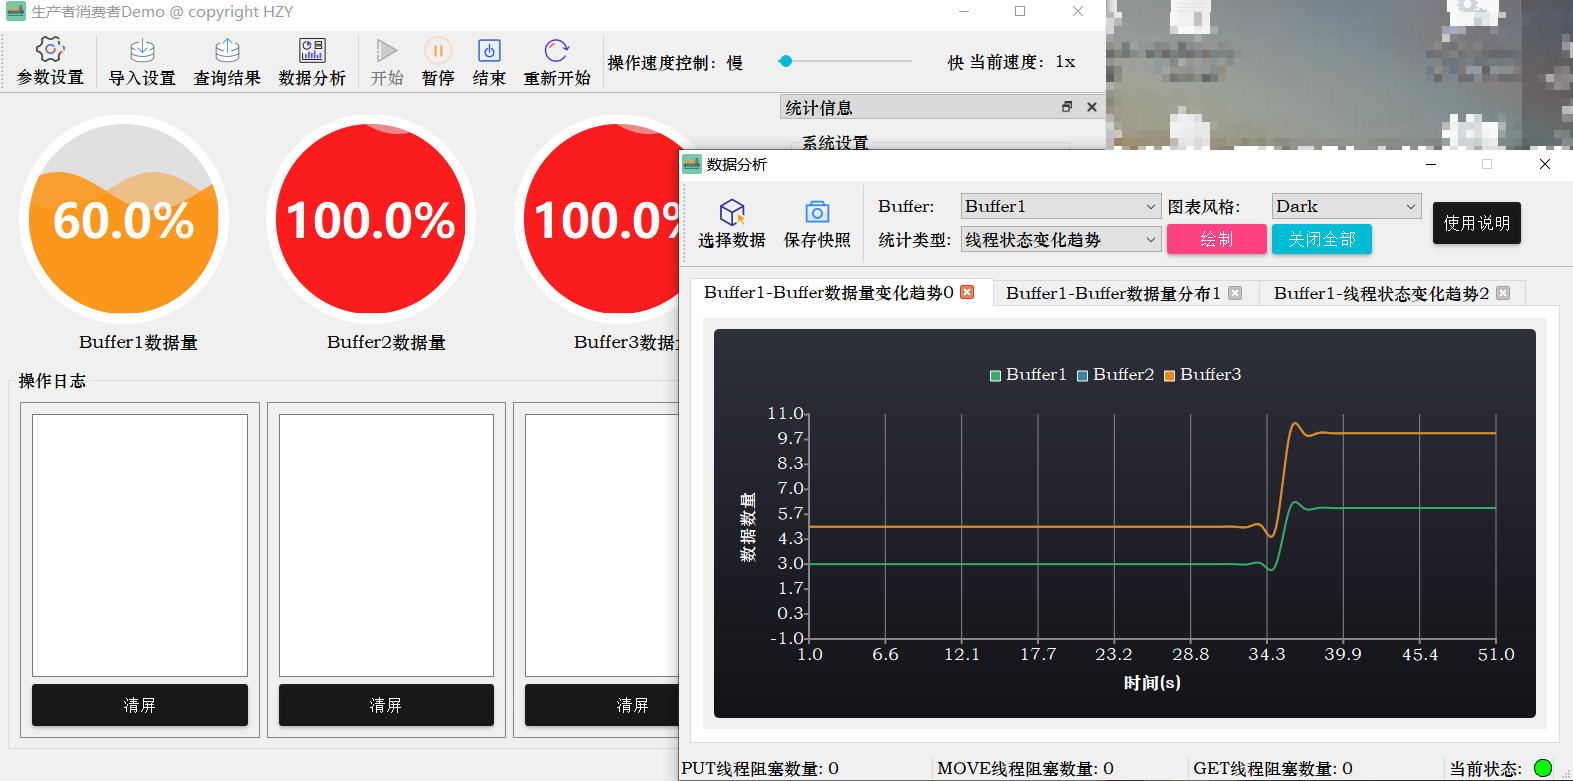 生产者消费者Demo @ copyright HZY
参数设置
导入设置
查询结果
数据分析
开始
暂停
结束
重新开始
操作速度控制：慢
快 当前速度：1x
统计信息
系统设置
60.0%
100.0%
100.0%
Buffer1数据量
Buffer2数据量
Buffer3数据量
操作日志
清屏
清屏
清屏
数据分析
选择数据
保存快照
Buffer:
Buffer1
图表风格:
Dark
统计类型:
线程状态变化趋势
绘制
关闭全部
使用说明
Buffer1-Buffer数据量变化趋势0
Buffer1-Buffer数据量分布1
Buffer1-线程状态变化趋势2
Buffer1
Buffer2
Buffer3
11.0
9.7
8.3
7.0
5.7
4.3
3.0
1.7
0.3
-1.0
数据数量
1.0 6.6 12.1 17.7 23.2 28.8 34.3 39.9 45.4 51.0
时间(s)
PUT线程阻塞数量: 0
MOVE线程阻塞数量: 0
GET线程阻塞数量: 0
当前状态: